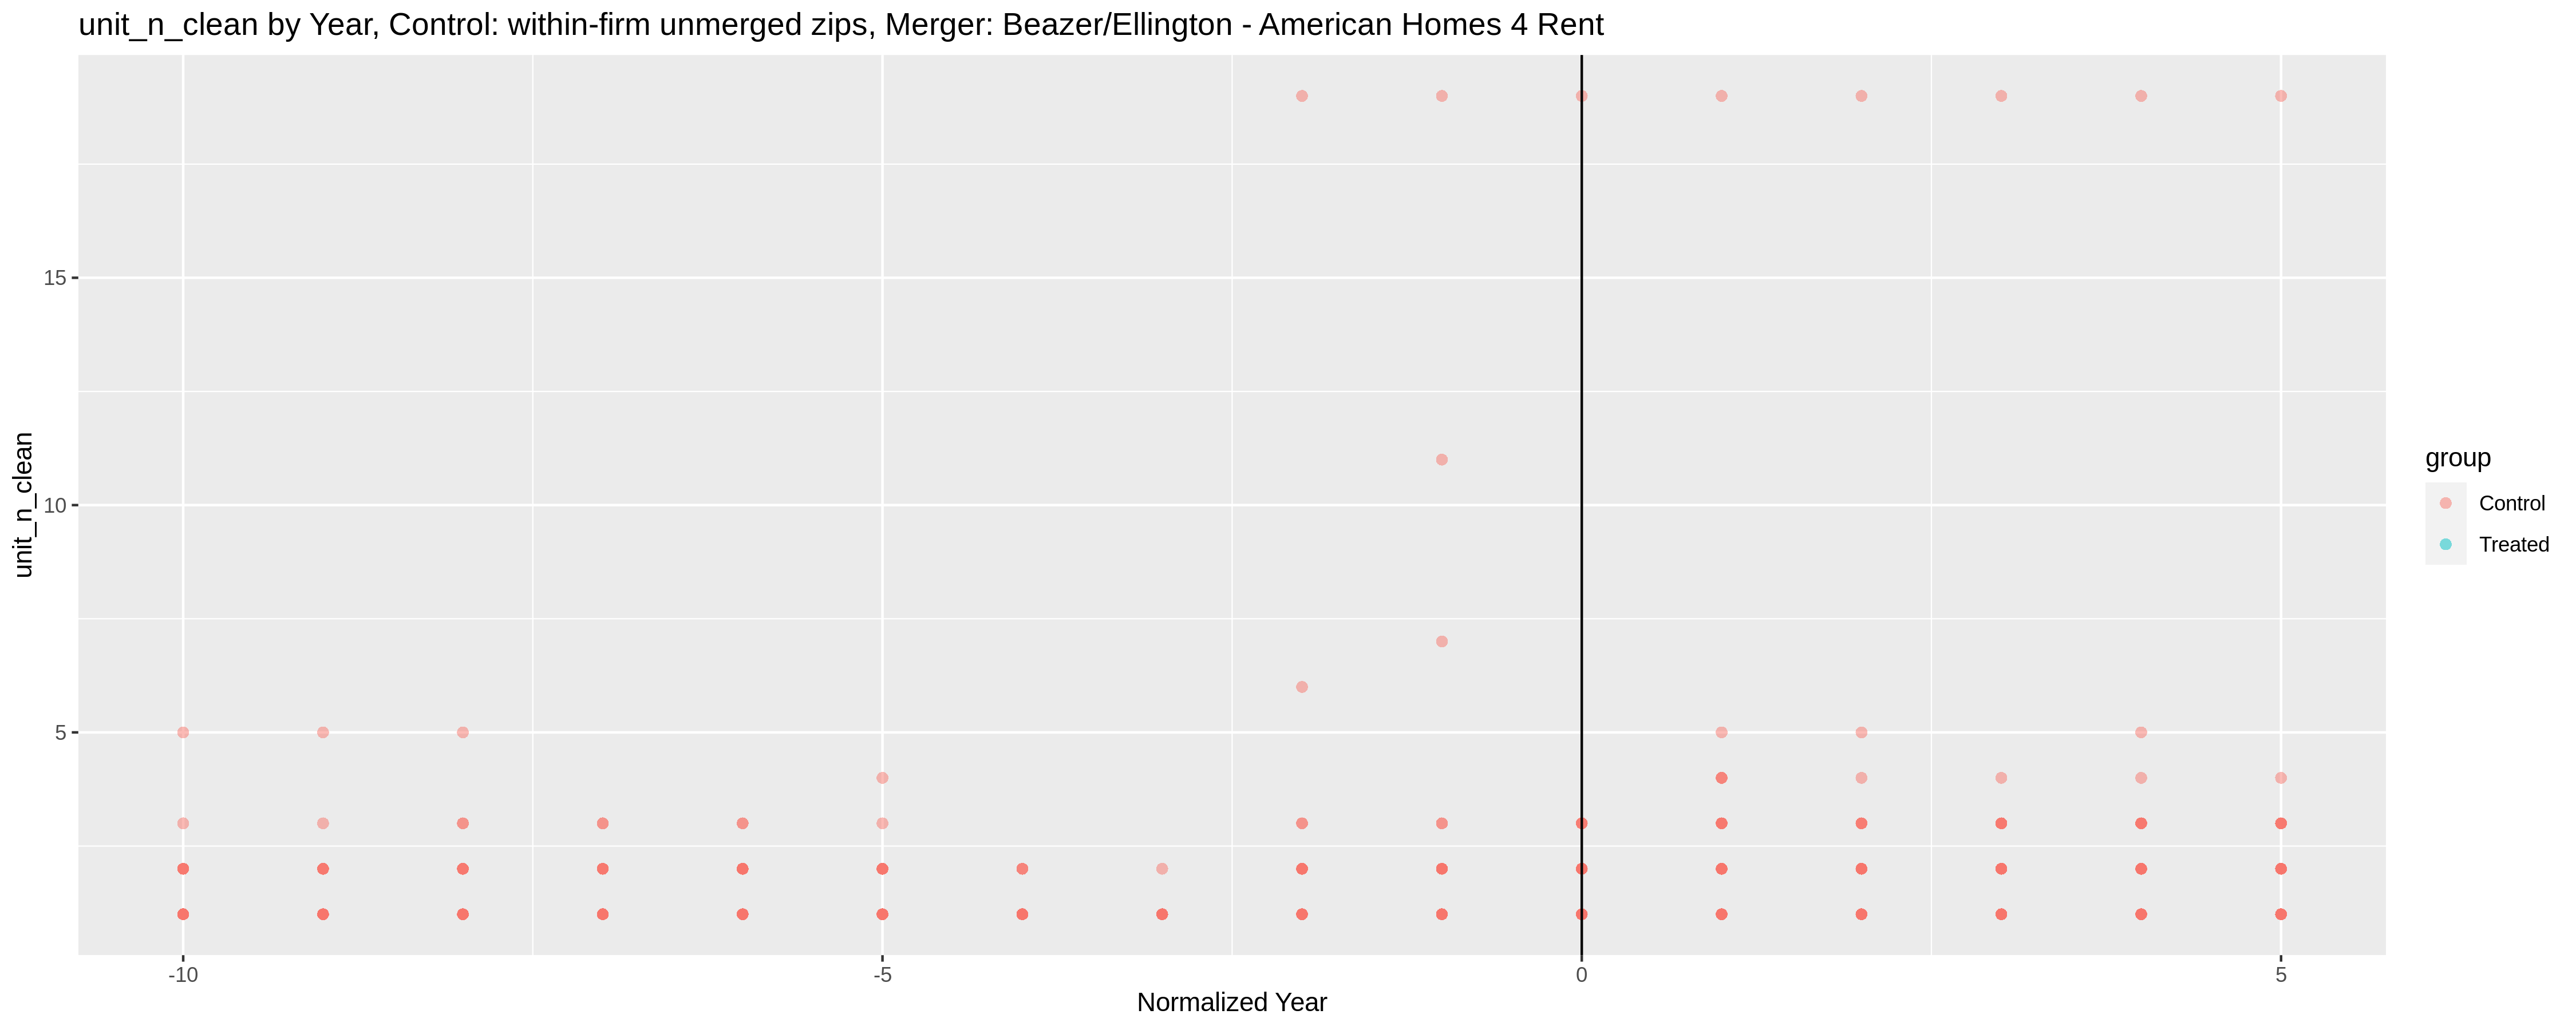 unit_n_clean by Year, Control: within-firm unmerged zips, Merger: Beazer/Ellington - American Homes 4 Rent
unit_n_clean
15
10
5
-10
-5
0
5
Normalized Year
group
Control
Treated